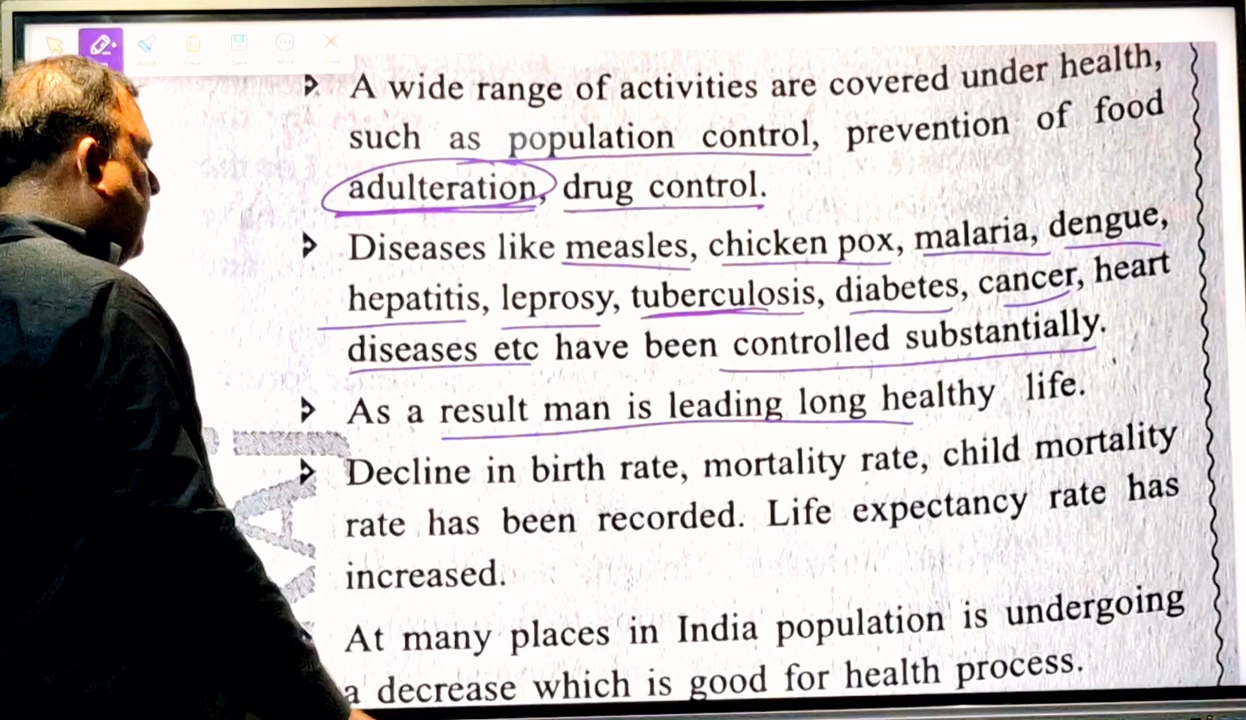 A wide range of activities are covered under health,
such as population control, prevention of food
adulteration, drug control.
Diseases like measles, chicken pox, malaria, dengue,
hepatitis, leprosy, tuberculosis, diabetes, cancer, heart
diseases etc have been controlled substantially.
As a result man is leading long healthy life.
Decline in birth rate, mortality rate, child mortality
rate has been recorded. Life expectancy rate has
increased.
At many places in India population is undergoing
a decrease which is good for health process.